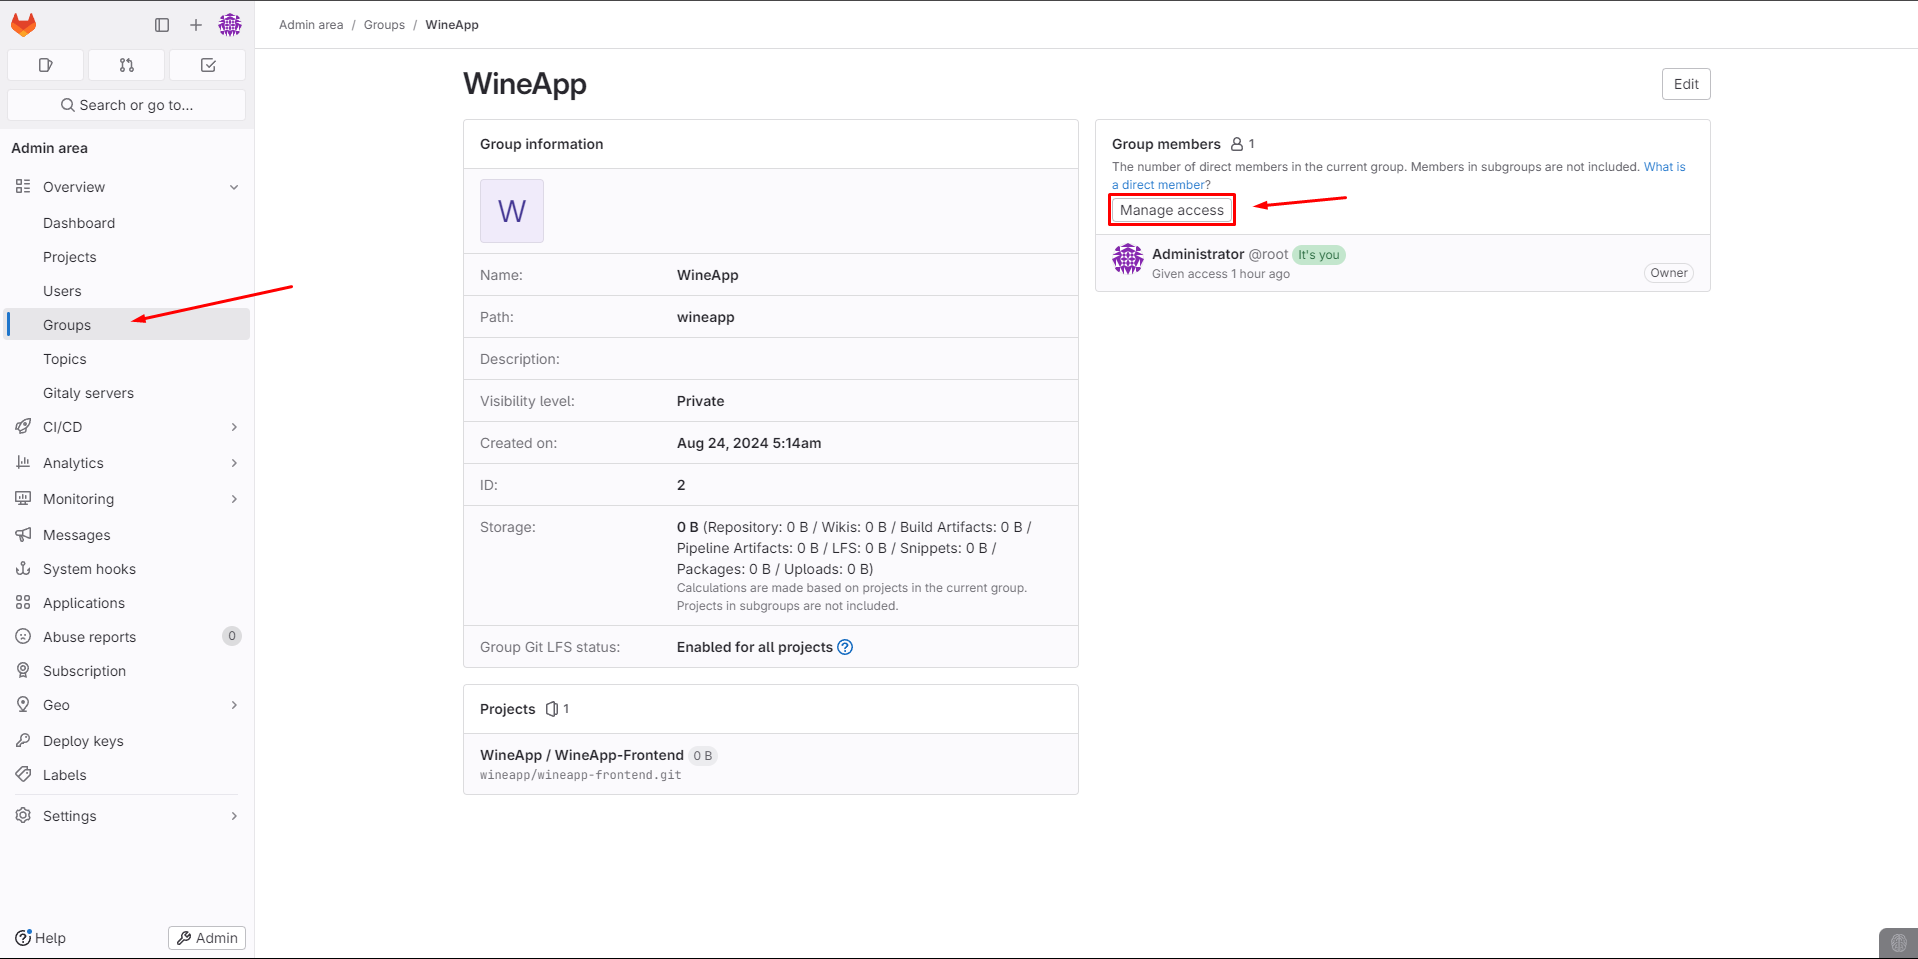 Admin area / Groups / WineApp
Search or go to...
Admin area
Overview
Dashboard
Projects
Users
Groups
Topics
Gitaly servers
CI/CD
Analytics
Monitoring
Messages
System hooks
Applications
Abuse reports 0
Subscription
Geo
Deploy keys
Labels
Settings
Help
Admin
WineApp
Edit
Group information
W
Name: WineApp
Path: wineapp
Description:
Visibility level: Private
Created on: Aug 24, 2024 5:14am
ID: 2
Storage: 0 B (Repository: 0 B / Wikis: 0 B / Build Artifacts: 0 B /
Pipeline Artifacts: 0 B / LFS: 0 B / Snippets: 0 B /
Packages: 0 B / Uploads: 0 B)
Calculations are made based on projects in the current group.
Projects in subgroups are not included.
Group Git LFS status: Enabled for all projects ?
Projects 1
WineApp / WineApp-Frontend 0 B
wineapp/wineapp-frontend.git
Group members 1
The number of direct members in the current group. Members in subgroups are not included. What is
a direct member?
Manage access
Administrator @root It's you
Given access 1 hour ago
Owner